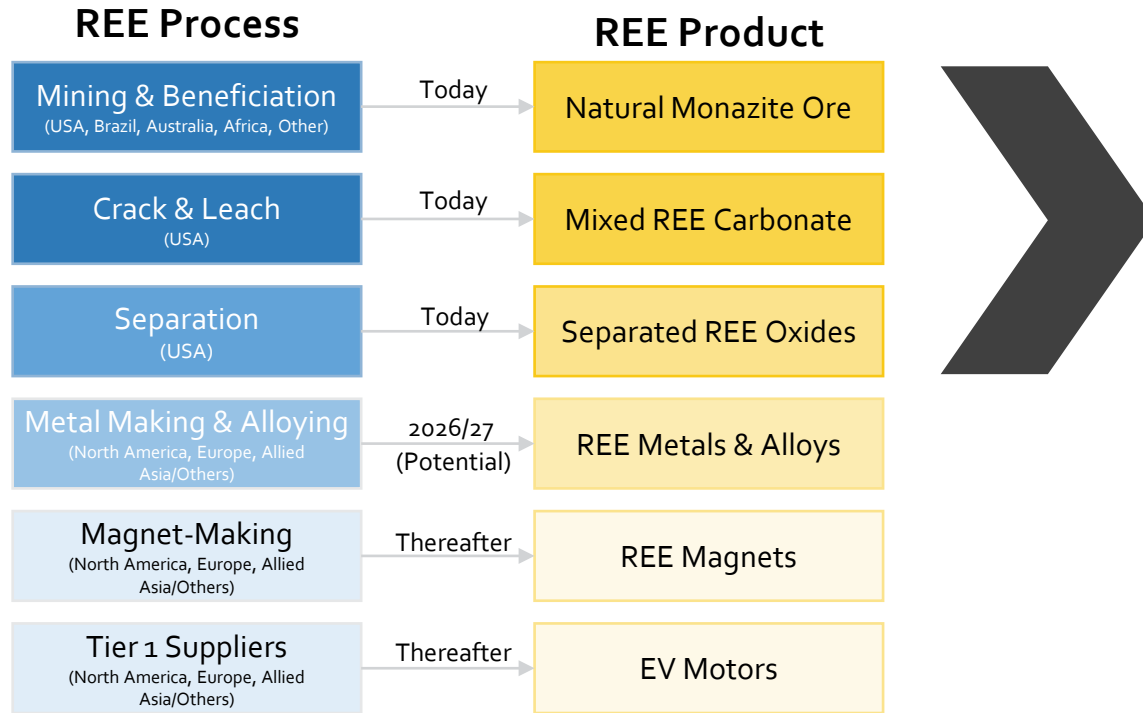 REE Process
REE Product
Mining & Beneficiation
(USA, Brazil, Australia, Africa, Other)
Today
Natural Monazite Ore
Crack & Leach
(USA)
Today
Mixed REE Carbonate
Separation
(USA)
Today
Separated REE Oxides
Metal Making & Alloying
(North America, Europe, Allied
Asia/Others)
2026/27
(Potential)
REE Metals & Alloys
Magnet-Making
(North America, Europe, Allied
Asia/Others)
Thereafter
REE Magnets
Tier 1 Suppliers
(North America, Europe, Allied
Asia/Others)
Thereafter
EV Motors